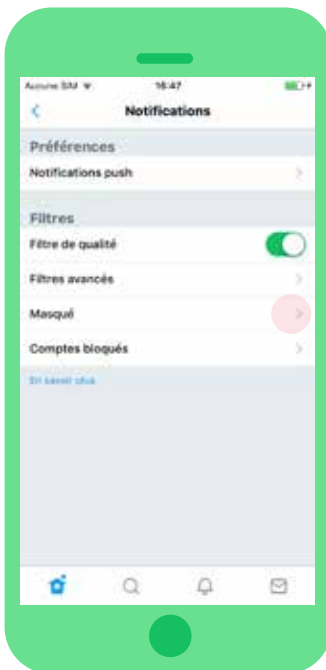 Aucune SIM 16:47
Notifications
Préférences
Notifications push
Filtres
Filtre de qualité
Filtres avancés
Masqué
Comptes bloqués
En savoir plus